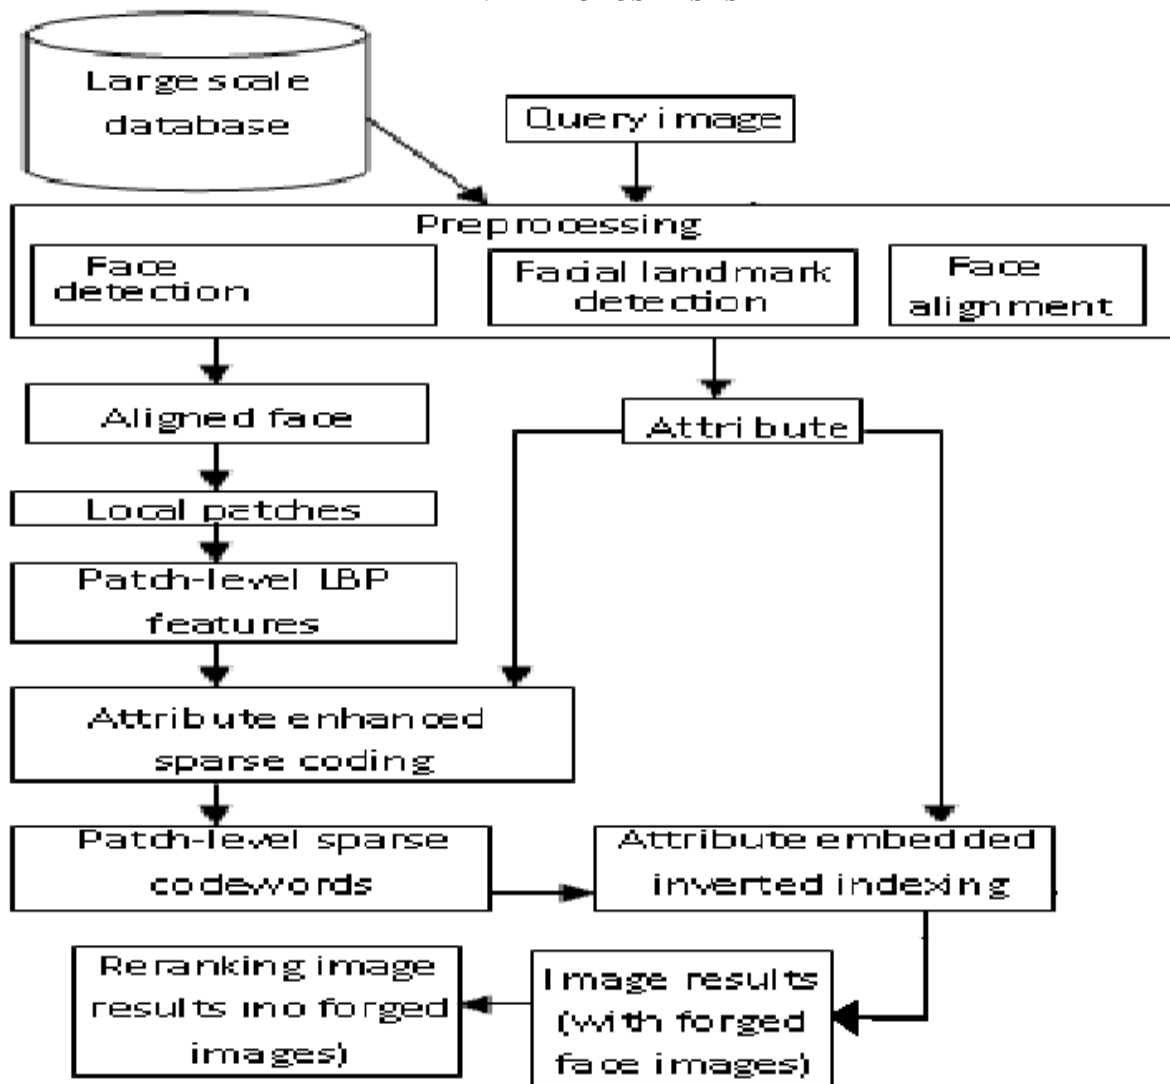 Large scale
database
Query image
Preprocessing
Face
detection
Facial landmark
detection
Face
alignment
Aligned face
Attribute
Local patches
Patch-level LBP
features
Attribute enhanced
sparse coding
Patch-level sparse
codewords
Attribute embedded
inverted indexing
Reranking image
results (no forged
images)
Image results
(with forged
face images)